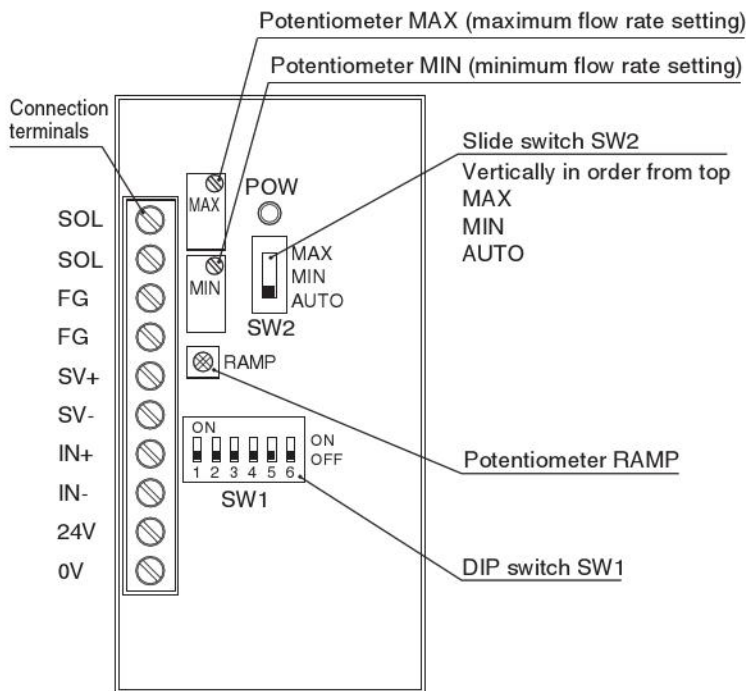 Potentiometer MAX (maximum flow rate setting)
Potentiometer MIN (minimum flow rate setting)
Connection
terminals
Slide switch SW2
Vertically in order from top
MAX
MIN
AUTO
SOL
SOL
FG
FG
SV+
SV-
IN+
IN-
24V
0V
MAX
MIN
POW
MAX
MIN
AUTO
SW2
RAMP
ON
ON
OFF
1 2 3 4 5 6
SW1
Potentiometer RAMP
DIP switch SW1